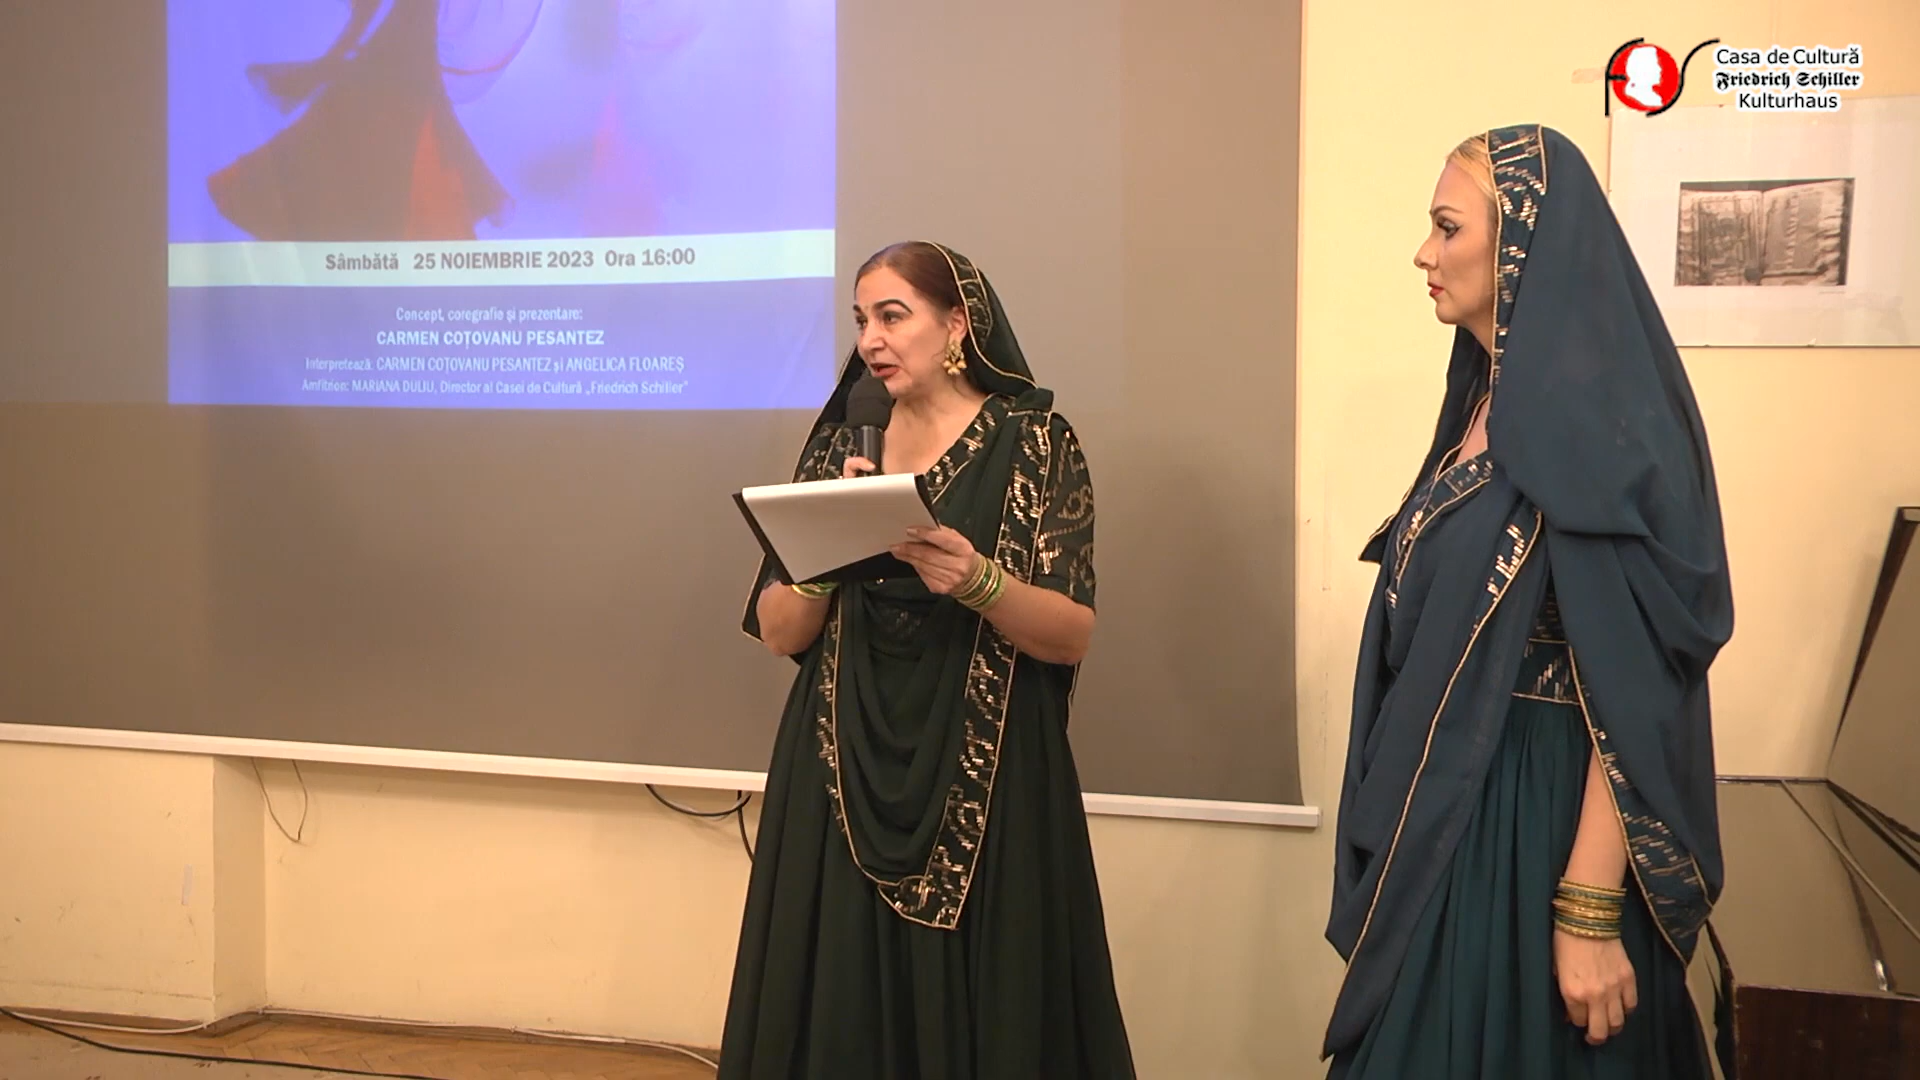 Casa de Cultură
Friedrich Schiller
Kulturhaus
Sâmbătă 25 NOIEMBRIE 2023 Ora 16:00
Concept, coregrafie și prezentare:
CARMEN COȚOVANU PESANTEZ
Interpretează: CARMEN COȚOVANU PESANTEZ și ANGELICA FLOAREȘ
Amfitrion: MARIANA DULIU, Director al Casei de Cultură „Friedrich Schiller”